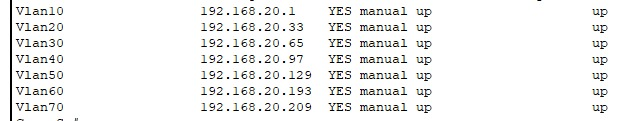 Vlan10 192.168.20.1 YES manual up up
Vlan20 192.168.20.33 YES manual up up
Vlan30 192.168.20.65 YES manual up up
Vlan40 192.168.20.97 YES manual up up
Vlan50 192.168.20.129 YES manual up up
Vlan60 192.168.20.193 YES manual up up
Vlan70 192.168.20.209 YES manual up up